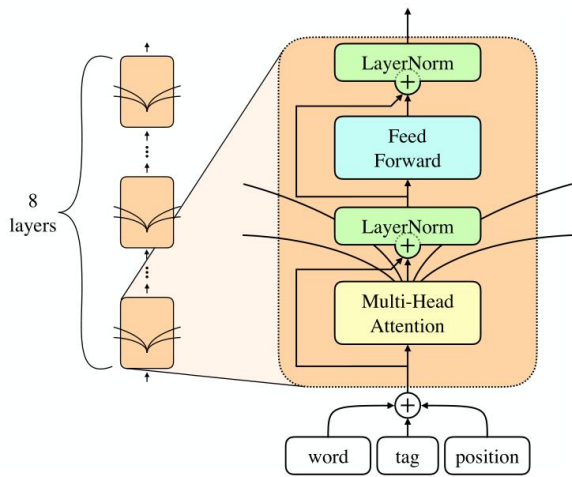 8
layers
LayerNorm
+
Feed
Forward
LayerNorm
+
Multi-Head
Attention
+
word
tag
position